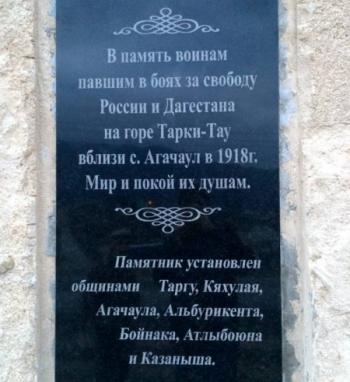 В память воинам
павшим в боях за свободу
России и Дагестана
на горе Тарки-Тау
вблизи с. Агачаул в 1918г.
Мир и покой их душам.
Памятник установлен
общинами Таргу, Кяхулая,
Агачаула, Альбурикента,
Бойнака, Атлыбоюна
и Казаныша.